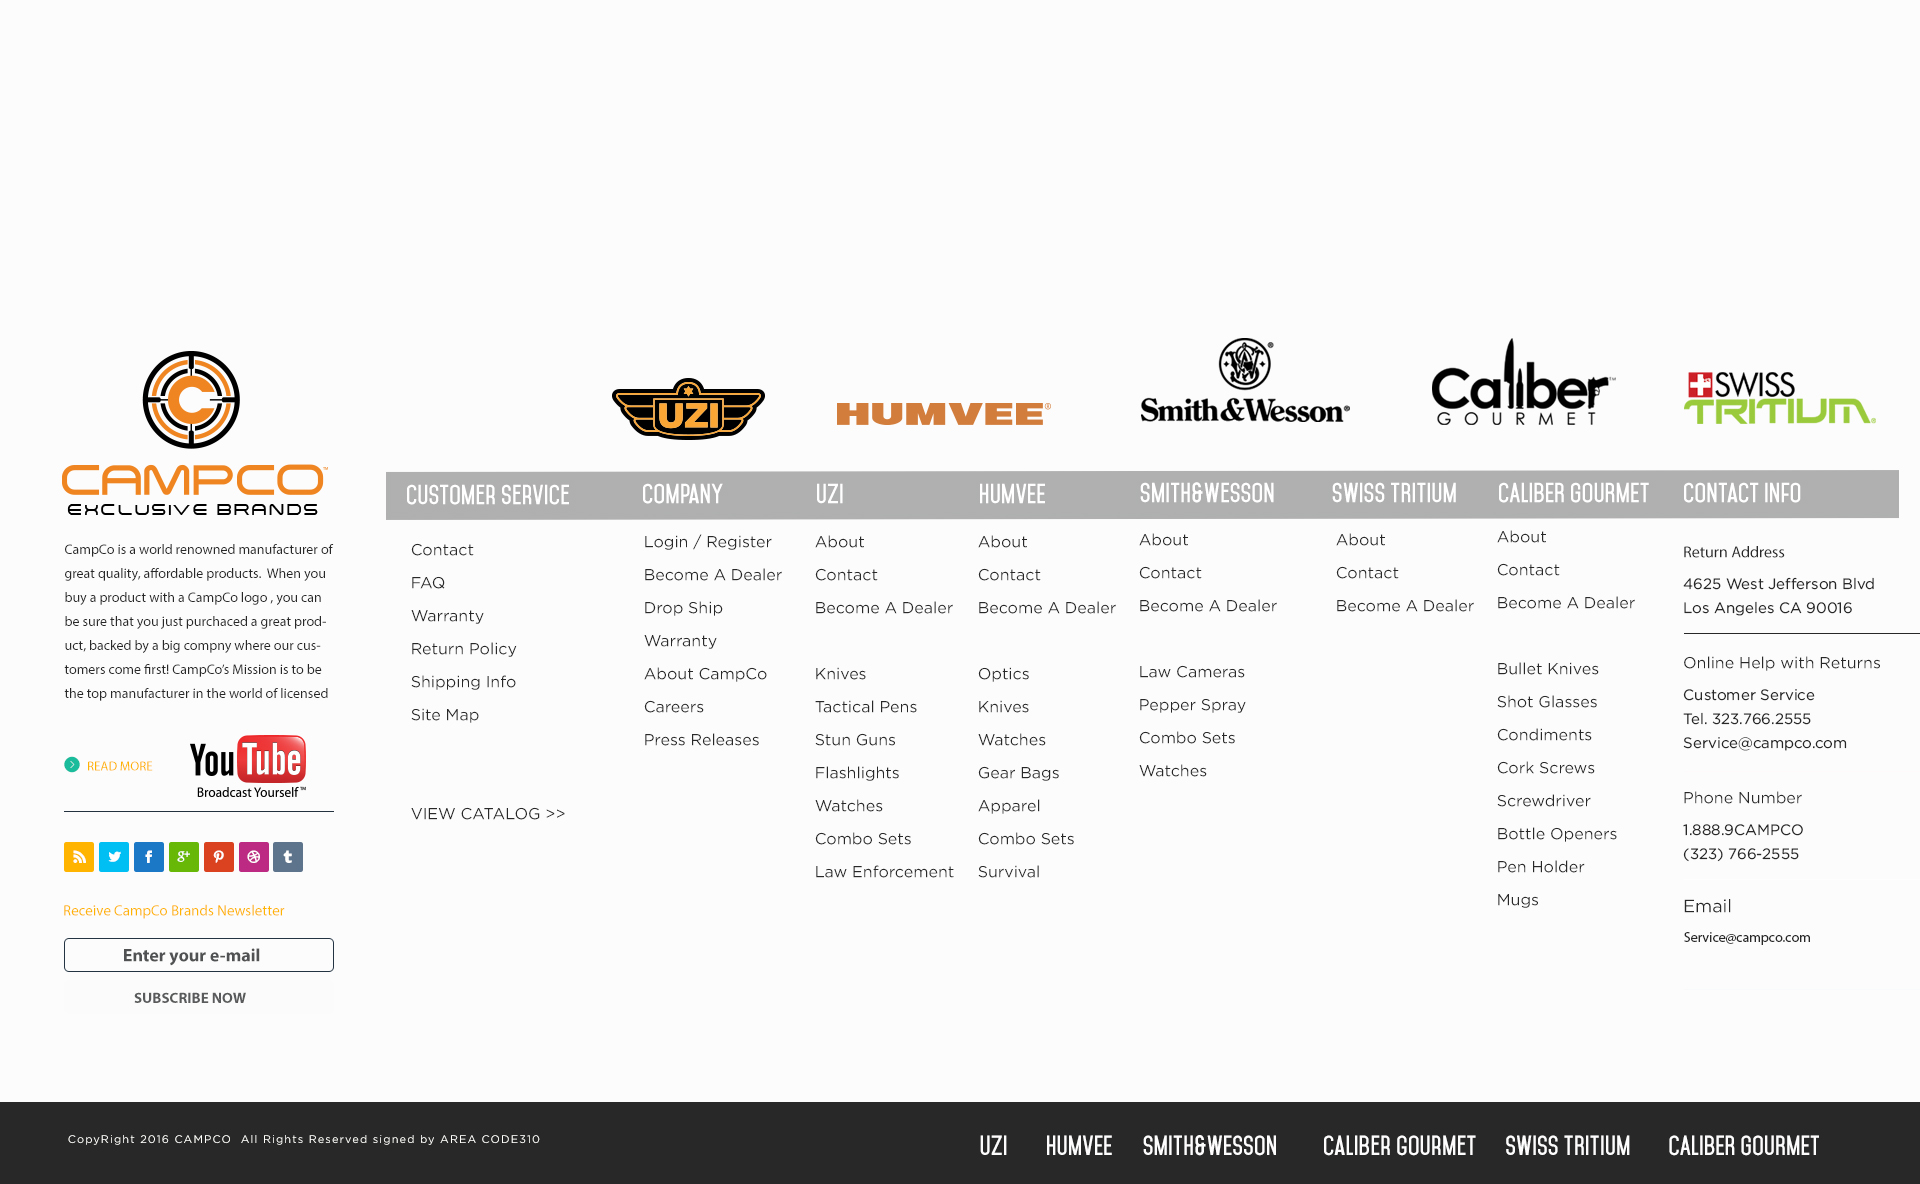 CAMPCO™
EXCLUSIVE BRANDS
CampCo is a world renowned manufacturer of
great quality, affordable products.  When you
buy a product with a CampCo logo , you can
be sure that you just purchased a great prod-
uct, backed by a big compny where our cus-
tomers come first! CampCo's Mission is to be
the top manufacturer in the world of licensed
READ MORE
YouTube
Broadcast Yourself™
Receive CampCo Brands Newsletter
Enter your e-mail
SUBSCRIBE NOW
UZI
HUMVEE®
Smith&Wesson®
Caliber™
GOURMET
SWISS
TRITIUM®
CUSTOMER SERVICE
Contact
FAQ
Warranty
Return Policy
Shipping Info
Site Map
VIEW CATALOG >>
COMPANY
Login / Register
Become A Dealer
Drop Ship
Warranty
About CampCo
Careers
Press Releases
UZI
About
Contact
Become A Dealer
Knives
Tactical Pens
Stun Guns
Flashlights
Watches
Combo Sets
Law Enforcement
HUMVEE
About
Contact
Become A Dealer
Optics
Knives
Watches
Gear Bags
Apparel
Combo Sets
Survival
SMITH&WESSON
About
Contact
Become A Dealer
Law Cameras
Pepper Spray
Combo Sets
Watches
SWISS TRITIUM
About
Contact
Become A Dealer
CALIBER GOURMET
About
Contact
Become A Dealer
Bullet Knives
Shot Glasses
Condiments
Cork Screws
Screwdriver
Bottle Openers
Pen Holder
Mugs
CONTACT INFO
Return Address
4625 West Jefferson Blvd
Los Angeles CA 90016
Online Help with Returns
Customer Service
Tel. 323.766.2555
Service@campco.com
Phone Number
1.888.9CAMPCO
(323) 766-2555
Email
Service@campco.com
CopyRight 2016 CAMPCO  All Rights Reserved signed by AREA CODE310
UZI HUMVEE SMITH&WESSON CALIBER GOURMET SWISS TRITIUM CALIBER GOURMET